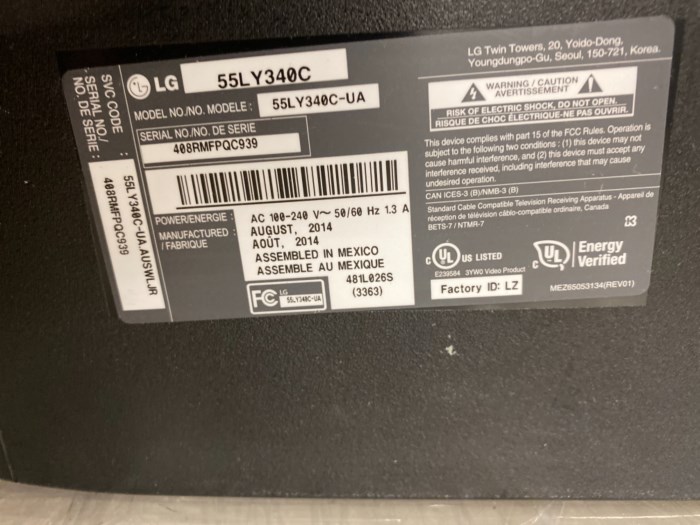 LG 55LY340C
MODEL NO./NO. MODELE : 55LY340C-UA
SERIAL NO./NO. DE SERIE
408RMFPQC939
POWER/ENERGIE : AC 100-240 V~ 50/60 Hz 1.3 A
MANUFACTURED : AUGUST, 2014
/FABRIQUE AOÛT, 2014
ASSEMBLED IN MEXICO
ASSEMBLE AU MEXIQUE
481L026S
(3363)
FC LG 55LY340C-UA
SVC CODE : 55LY340C-UA.AUSWLJR
SERIAL NO./
NO. DE SERIE : 408RMFPQC939
LG Twin Towers, 20, Yoido-Dong,
Youngdungpo-Gu, Seoul, 150-721, Korea.
WARNING / CAUTION
AVERTISSEMENT
RISK OF ELECTRIC SHOCK, DO NOT OPEN.
RISQUE DE CHOC ÉLECTRIQUE-NE PAS OUVRIR.
This device complies with part 15 of the FCC Rules. Operation is
subject to the following two conditions : (1) this device may not
cause harmful interference, and (2) this device must accept any
interference received, including interference that may cause
undesired operation.
CAN ICES-3 (B)/NMB-3 (B)
Standard Cable Compatible Television Receiving Apparatus - Appareil de
réception de télévision câblo-compatible ordinaire, Canada
BETS-7 / NTMR-7
c UL US LISTED
E239584 3YW0 Video Product
Factory ID: LZ
c UL Energy
Verified
MEZ65053134(REV01)